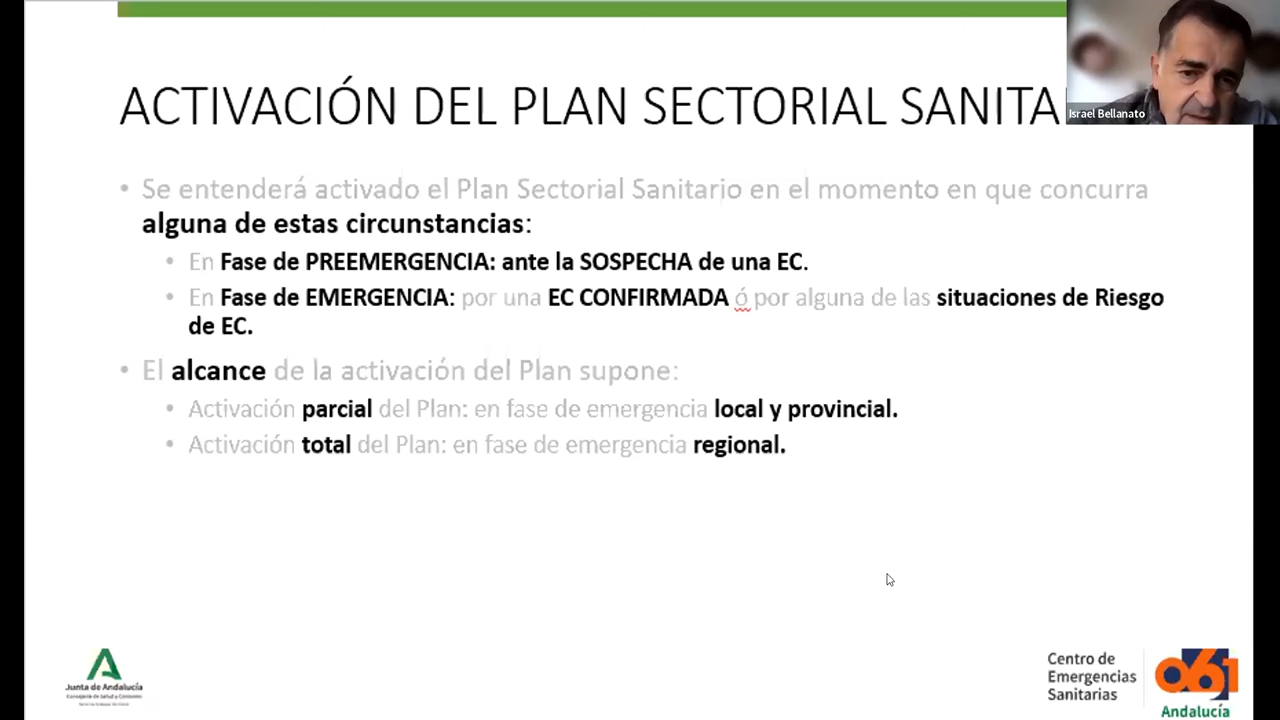 ACTIVACIÓN DEL PLAN SECTORIAL SANITA
Israel Bellanato
• Se entenderá activado el Plan Sectorial Sanitario en el momento en que concurra
alguna de estas circunstancias:
• En Fase de PREEMERGENCIA: ante la SOSPECHA de una EC.
• En Fase de EMERGENCIA: por una EC CONFIRMADA ó por alguna de las situaciones de Riesgo
de EC.
• El alcance de la activación del Plan supone:
• Activación parcial del Plan: en fase de emergencia local y provincial.
• Activación total del Plan: en fase de emergencia regional.
Junta de Andalucía
Centro de
Emergencias
Sanitarias
061
Andalucía